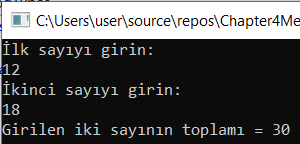 C:\Users\user\source\repos\Chapter4Me
İlk sayıyı girin:
12
İkinci sayıyı girin:
18
Girilen iki sayının toplamı = 30